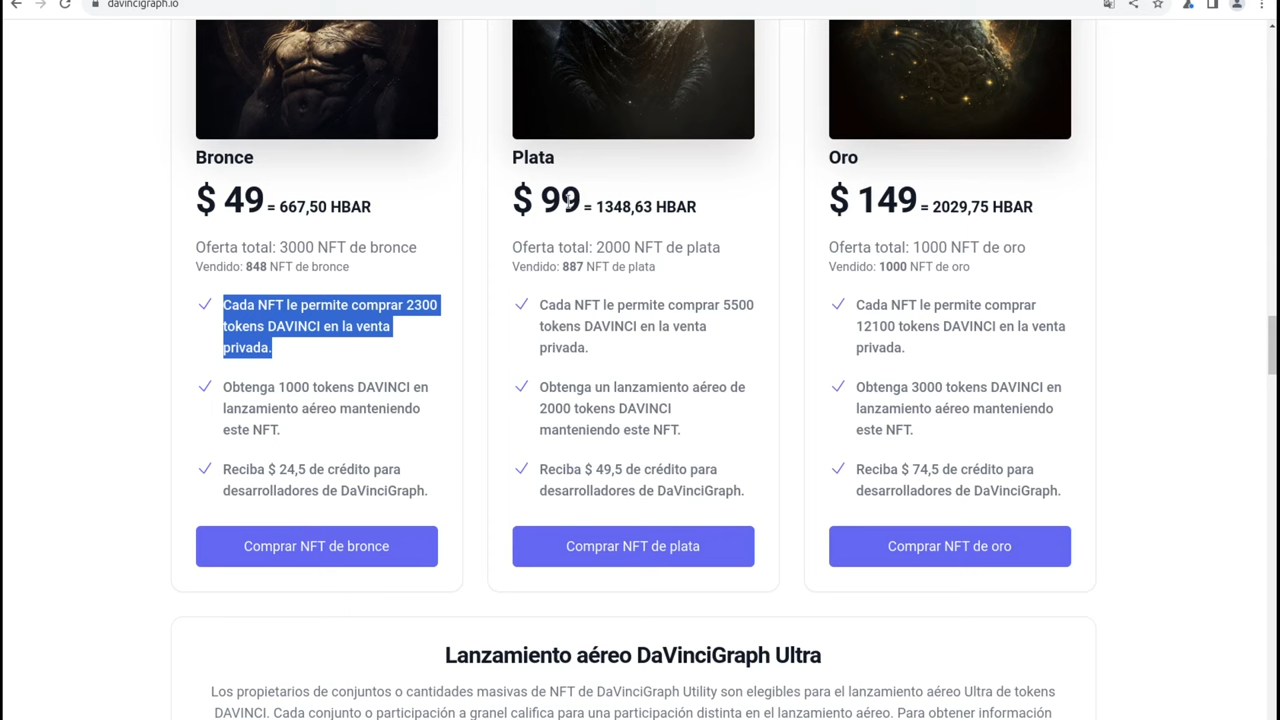 davincigraph.io
Bronce
$ 49 = 667,50 HBAR
Oferta total: 3000 NFT de bronce
Vendido: 848 NFT de bronce
Cada NFT le permite comprar 2300
tokens DAVINCI en la venta
privada.
Obtenga 1000 tokens DAVINCI en
lanzamiento aéreo manteniendo
este NFT.
Reciba $ 24,5 de crédito para
desarrolladores de DaVinciGraph.
Comprar NFT de bronce
Plata
$ 99 = 1348,63 HBAR
Oferta total: 2000 NFT de plata
Vendido: 887 NFT de plata
Cada NFT le permite comprar 5500
tokens DAVINCI en la venta
privada.
Obtenga un lanzamiento aéreo de
2000 tokens DAVINCI
manteniendo este NFT.
Reciba $ 49,5 de crédito para
desarrolladores de DaVinciGraph.
Comprar NFT de plata
Oro
$ 149 = 2029,75 HBAR
Oferta total: 1000 NFT de oro
Vendido: 1000 NFT de oro
Cada NFT le permite comprar
12100 tokens DAVINCI en la venta
privada.
Obtenga 3000 tokens DAVINCI en
lanzamiento aéreo manteniendo
este NFT.
Reciba $ 74,5 de crédito para
desarrolladores de DaVinciGraph.
Comprar NFT de oro
Lanzamiento aéreo DaVinciGraph Ultra
Los propietarios de conjuntos o cantidades masivas de NFT de DaVinciGraph Utility son elegibles para el lanzamiento aéreo Ultra de tokens
DAVINCI. Cada conjunto o participación a granel califica para una participación distinta en el lanzamiento aéreo. Para obtener información